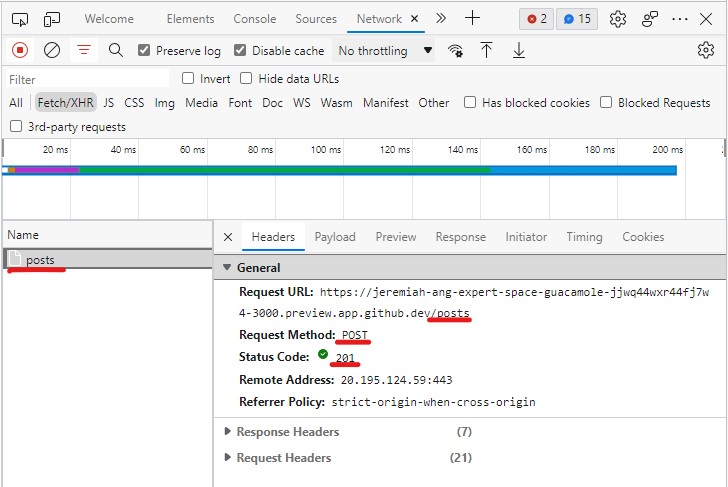 Welcome Elements Console Sources Network 2 15
Preserve log Disable cache No throttling
Filter Invert Hide data URLs
All Fetch/XHR JS CSS Img Media Font Doc WS Wasm Manifest Other Has blocked cookies Blocked Requests
3rd-party requests
20 ms 40 ms 60 ms 80 ms 100 ms 120 ms 140 ms 160 ms 180 ms 200 ms
Name Headers Payload Preview Response Initiator Timing Cookies
posts
General
Request URL: https://jeremiah-ang-expert-space-guacamole-jjwq44wxr44fj7w
4-3000.preview.app.github.dev/posts
Request Method: POST
Status Code: 201
Remote Address: 20.195.124.59:443
Referrer Policy: strict-origin-when-cross-origin
Response Headers (7)
Request Headers (21)